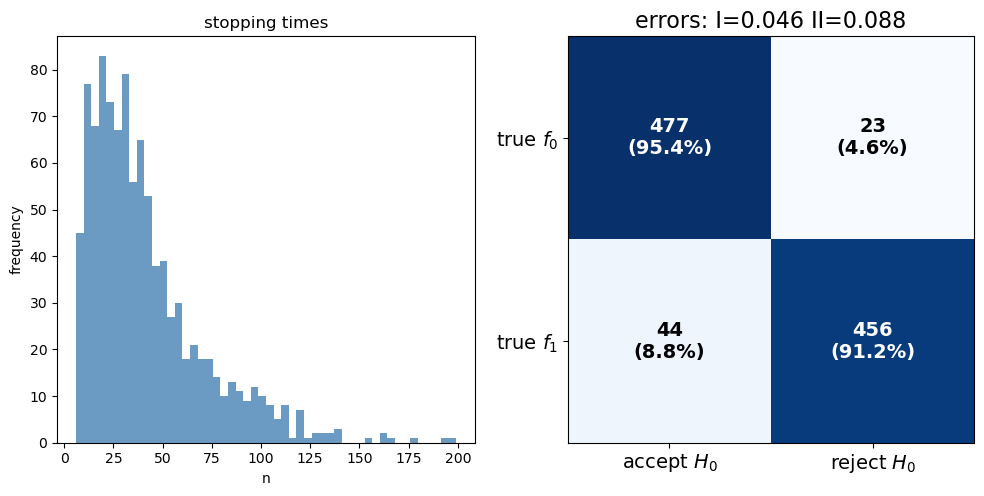 stopping times
frequency
80
70
60
50
40
30
20
10
0
0 25 50 75 100 125 150 175 200
n
errors: I=0.046 II=0.088
true f₀
477
(95.4%)
23
(4.6%)
true f₁
44
(8.8%)
456
(91.2%)
accept H₀
reject H₀